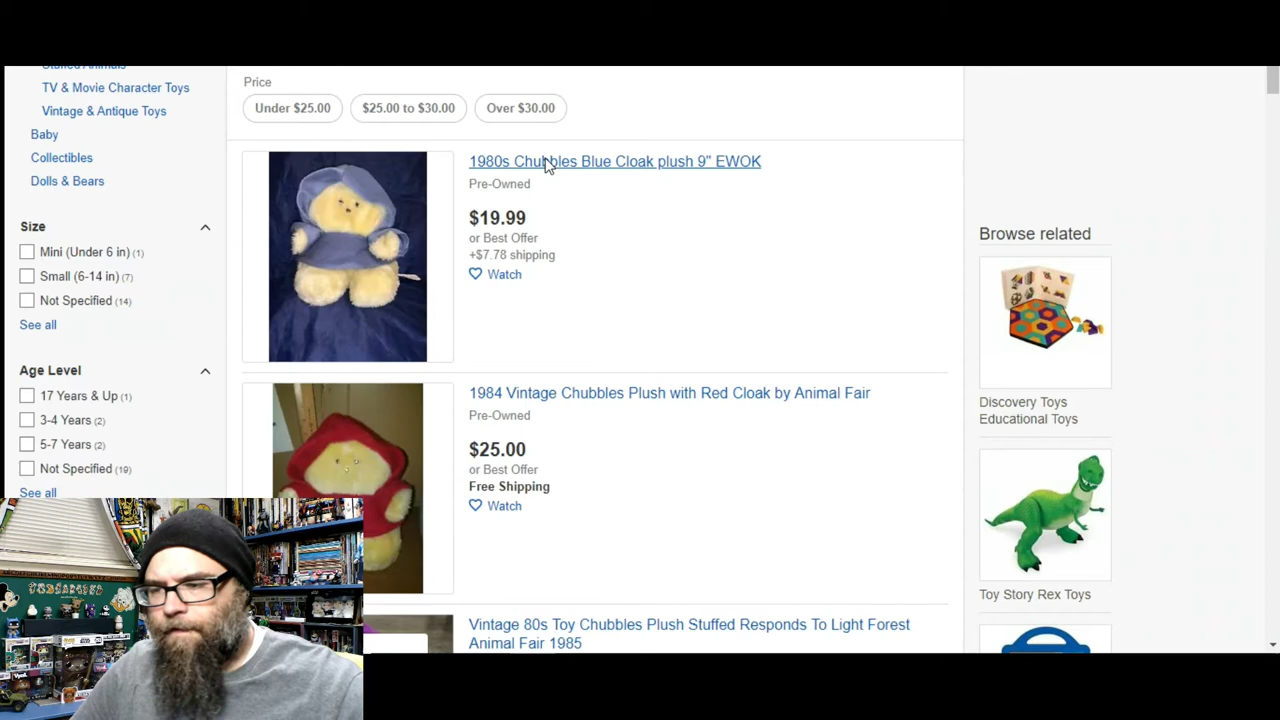 Stuffed Animals
TV & Movie Character Toys
Vintage & Antique Toys
Baby
Collectibles
Dolls & Bears
Size
Mini (Under 6 in) (1)
Small (6-14 in) (7)
Not Specified (14)
See all
Age Level
17 Years & Up (1)
3-4 Years (2)
5-7 Years (2)
Not Specified (19)
See all
Price
Under $25.00
$25.00 to $30.00
Over $30.00
1980s Chubbles Blue Cloak plush 9" EWOK
Pre-Owned
$19.99
or Best Offer
+$7.78 shipping
Watch
1984 Vintage Chubbles Plush with Red Cloak by Animal Fair
Pre-Owned
$25.00
or Best Offer
Free Shipping
Watch
Vintage 80s Toy Chubbles Plush Stuffed Responds To Light Forest
Animal Fair 1985
Browse related
Discovery Toys
Educational Toys
Toy Story Rex Toys